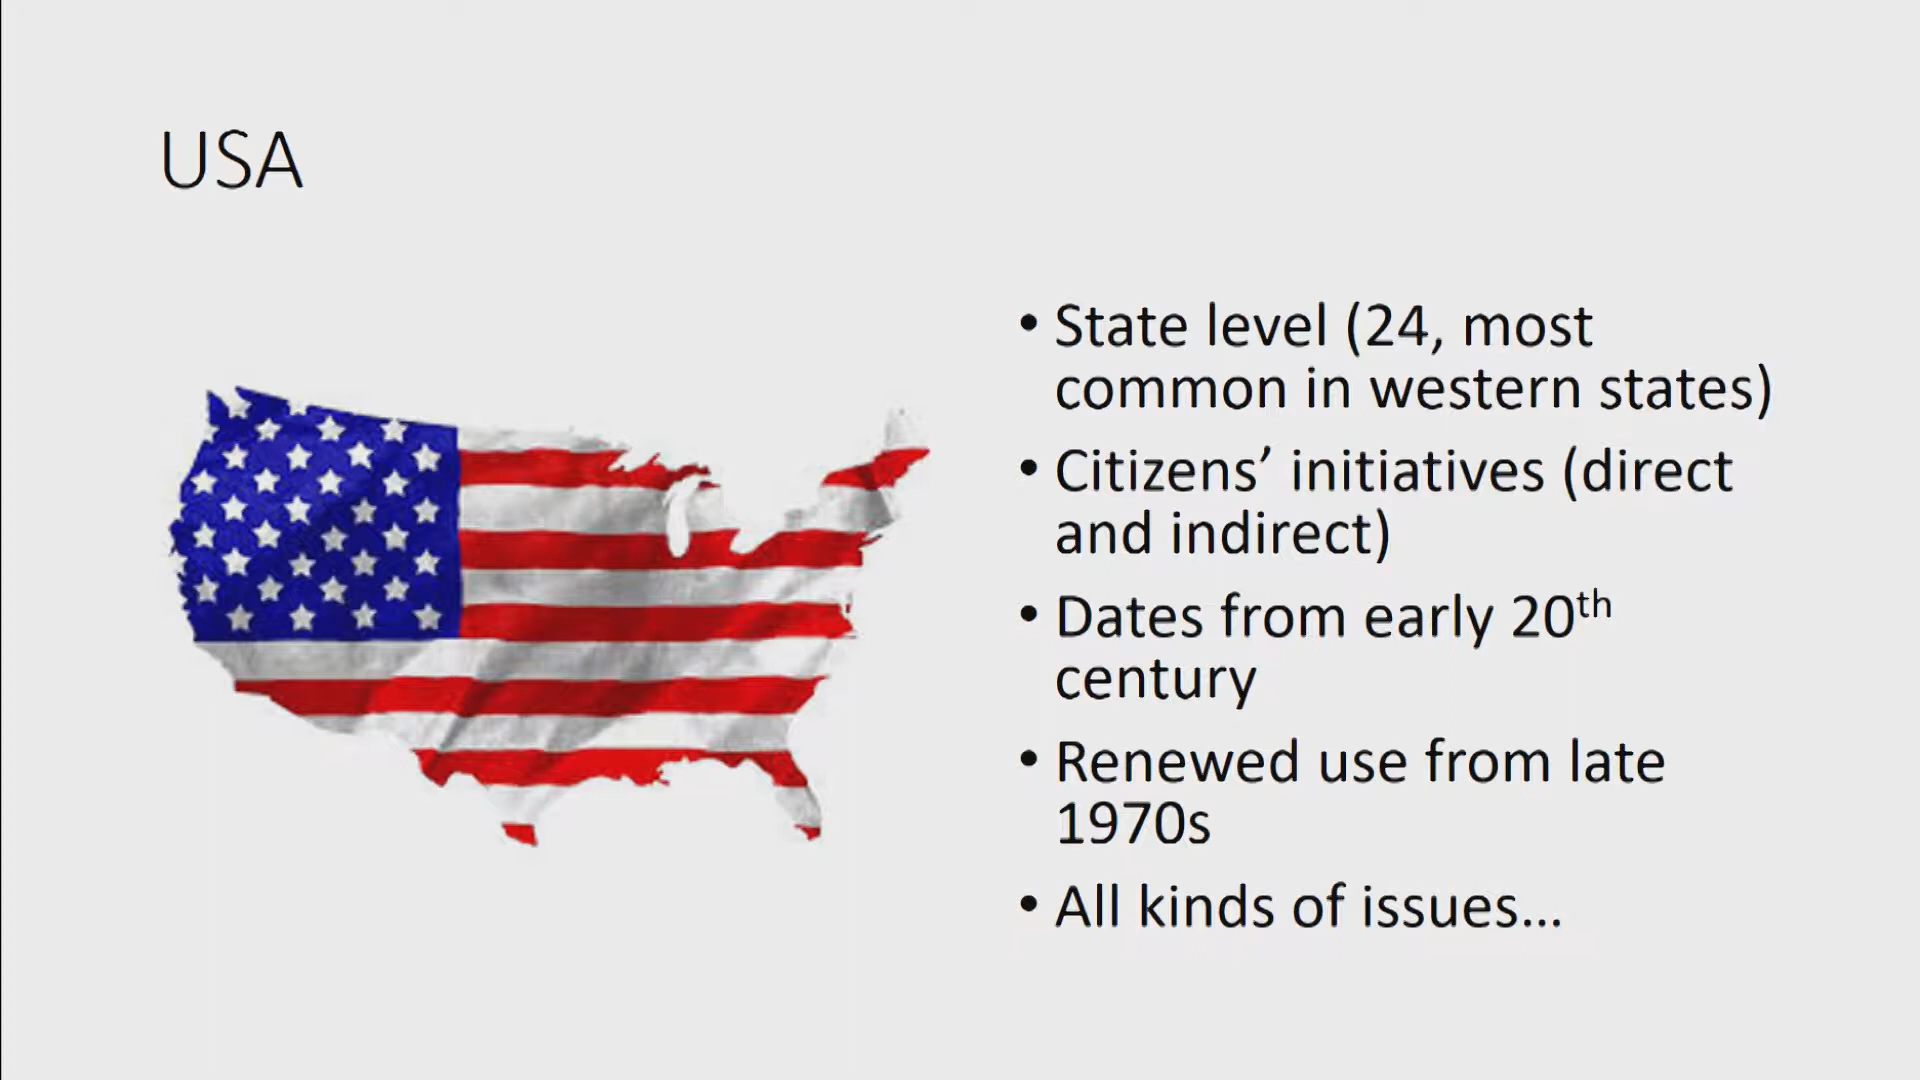 USA
• State level (24, most
common in western states)
• Citizens’ initiatives (direct
and indirect)
• Dates from early 20th
century
• Renewed use from late
1970s
• All kinds of issues…